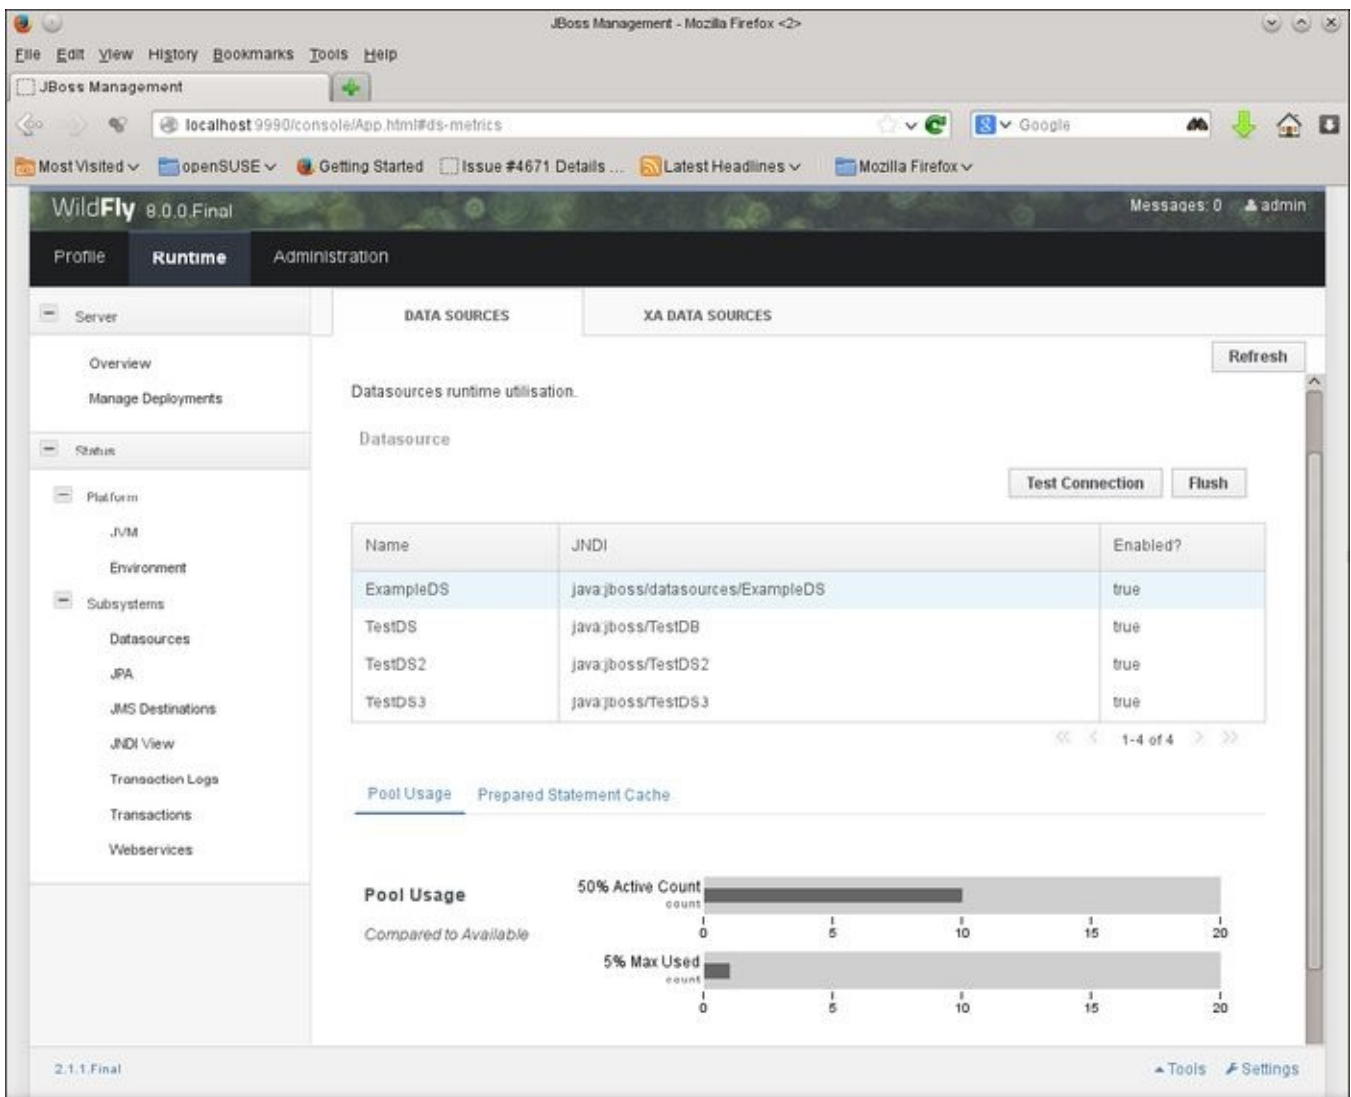 JBoss Management - Mozilla Firefox <2>
File Edit View History Bookmarks Tools Help
JBoss Management
localhost:9990/console/App.html#ds-metrics
Google
Most Visited openSUSE Getting Started Issue #4671 Details ... Latest Headlines Mozilla Firefox
WildFly 8.0.0.Final Messages: 0 admin
Profile Runtime Administration
Server
Overview
Manage Deployments
Status
Platform
JVM
Environment
Subsystems
Datasources
JPA
JMS Destinations
JNDI View
Transaction Logs
Transactions
Webservices
DATA SOURCES XA DATA SOURCES
Refresh
Datasources runtime utilisation.
Datasource
Test Connection Flush
Name JNDI Enabled?
ExampleDS java:jboss/datasources/ExampleDS true
TestDS java:jboss/TestDB true
TestDS2 java:jboss/TestDS2 true
TestDS3 java:jboss/TestDS3 true
1-4 of 4
Pool Usage Prepared Statement Cache
Pool Usage
Compared to Available
50% Active Count
count
0 5 10 15 20
5% Max Used
count
0 5 10 15 20
2.1.1.Final Tools Settings